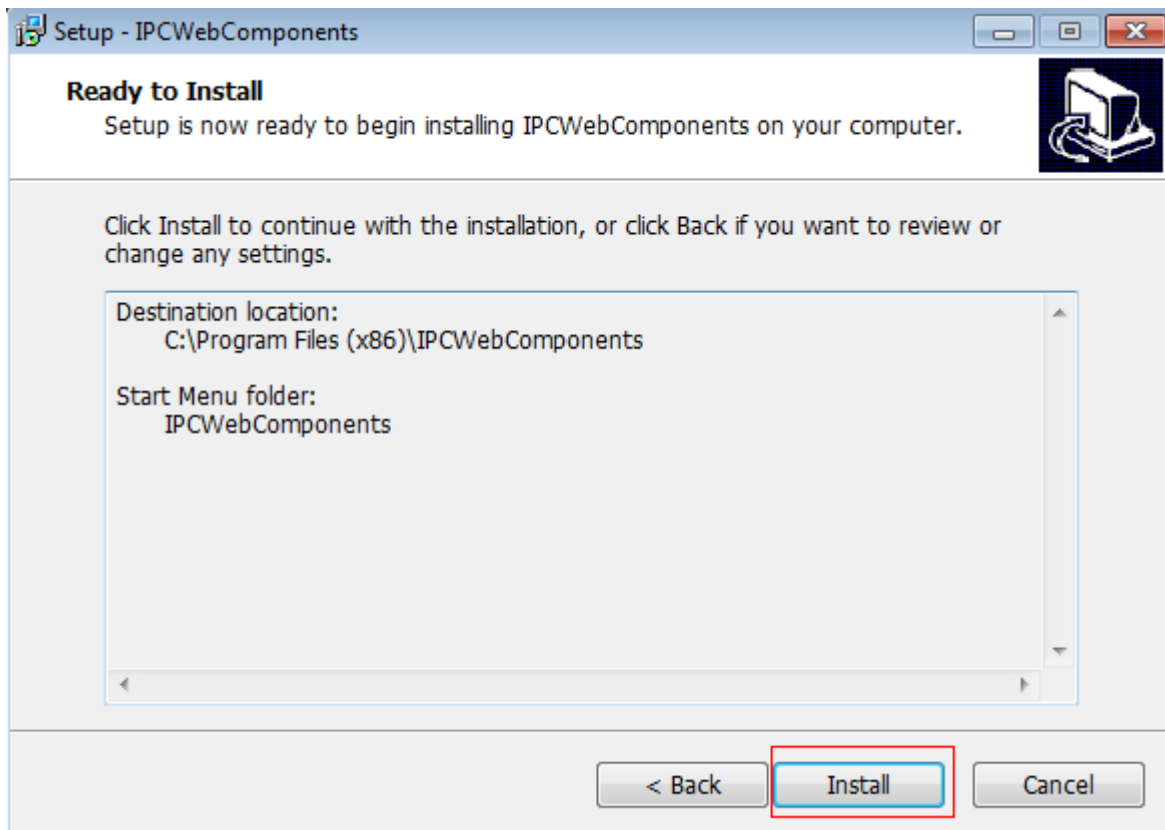 Setup - IPCWebComponents
Ready to Install
Setup is now ready to begin installing IPCWebComponents on your computer.
Click Install to continue with the installation, or click Back if you want to review or
change any settings.
Destination location:
C:\Program Files (x86)\IPCWebComponents
Start Menu folder:
IPCWebComponents
< Back
Install
Cancel